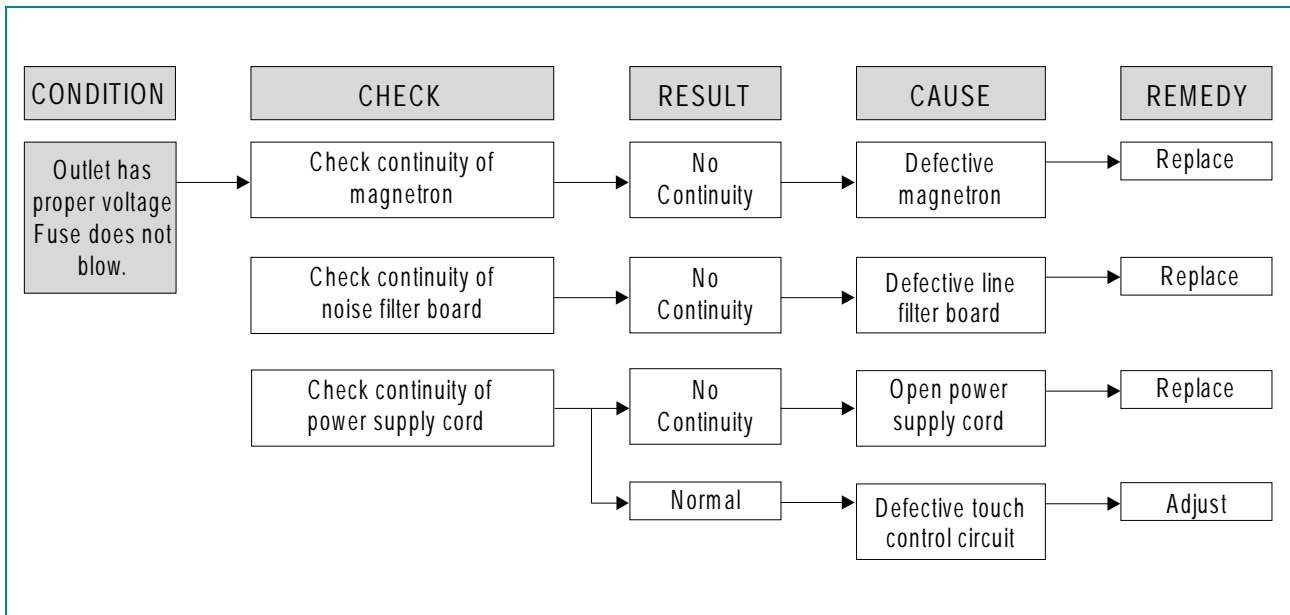 CONDITION
CHECK
RESULT
CAUSE
REMEDY
Outlet has
proper voltage
Fuse does not
blow.
Check continuity of
magnetron
No
Continuity
Defective
magnetron
Replace
Check continuity of
noise filter board
No
Continuity
Defective line
filter board
Replace
Check continuity of
power supply cord
No
Continuity
Open power
supply cord
Replace
Normal
Defective touch
control circuit
Adjust